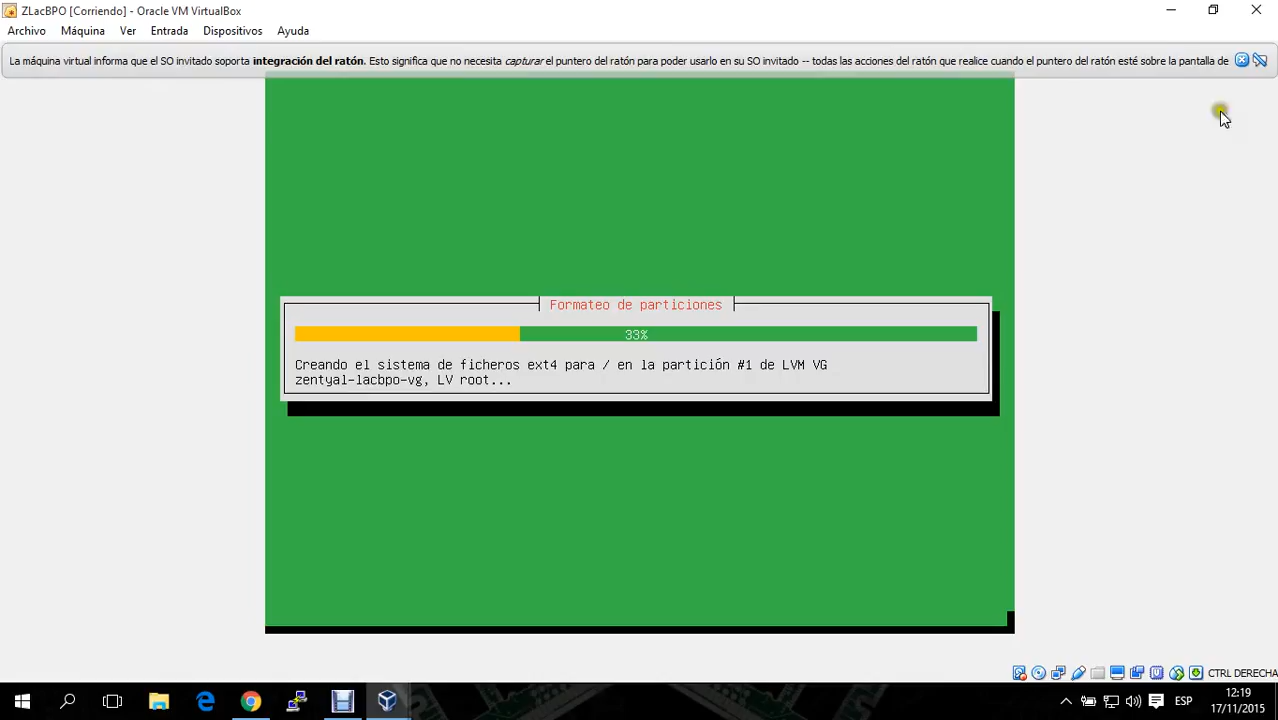 ZLacBPO [Corriendo] - Oracle VM VirtualBox
Archivo Máquina Ver Entrada Dispositivos Ayuda
La máquina virtual informa que el SO invitado soporta integración del ratón. Esto significa que no necesita capturar el puntero del ratón para poder usarlo en su SO invitado -- todas las acciones del ratón que realice cuando el puntero del ratón esté sobre la pantalla de
Formateo de particiones
33%
Creando el sistema de ficheros ext4 para / en la partición #1 de LVM VG
zentyal-lacbpo-vg, LV root...
CTRL DERECHA
ESP
12:19
17/11/2015